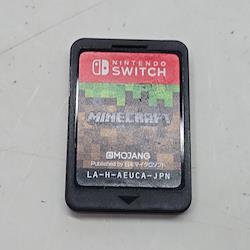 NINTENDO
SWITCH
MINECRAFT
MOJANG
Published by 日本マイクロソフト
LA-H-AEUCA-JPN